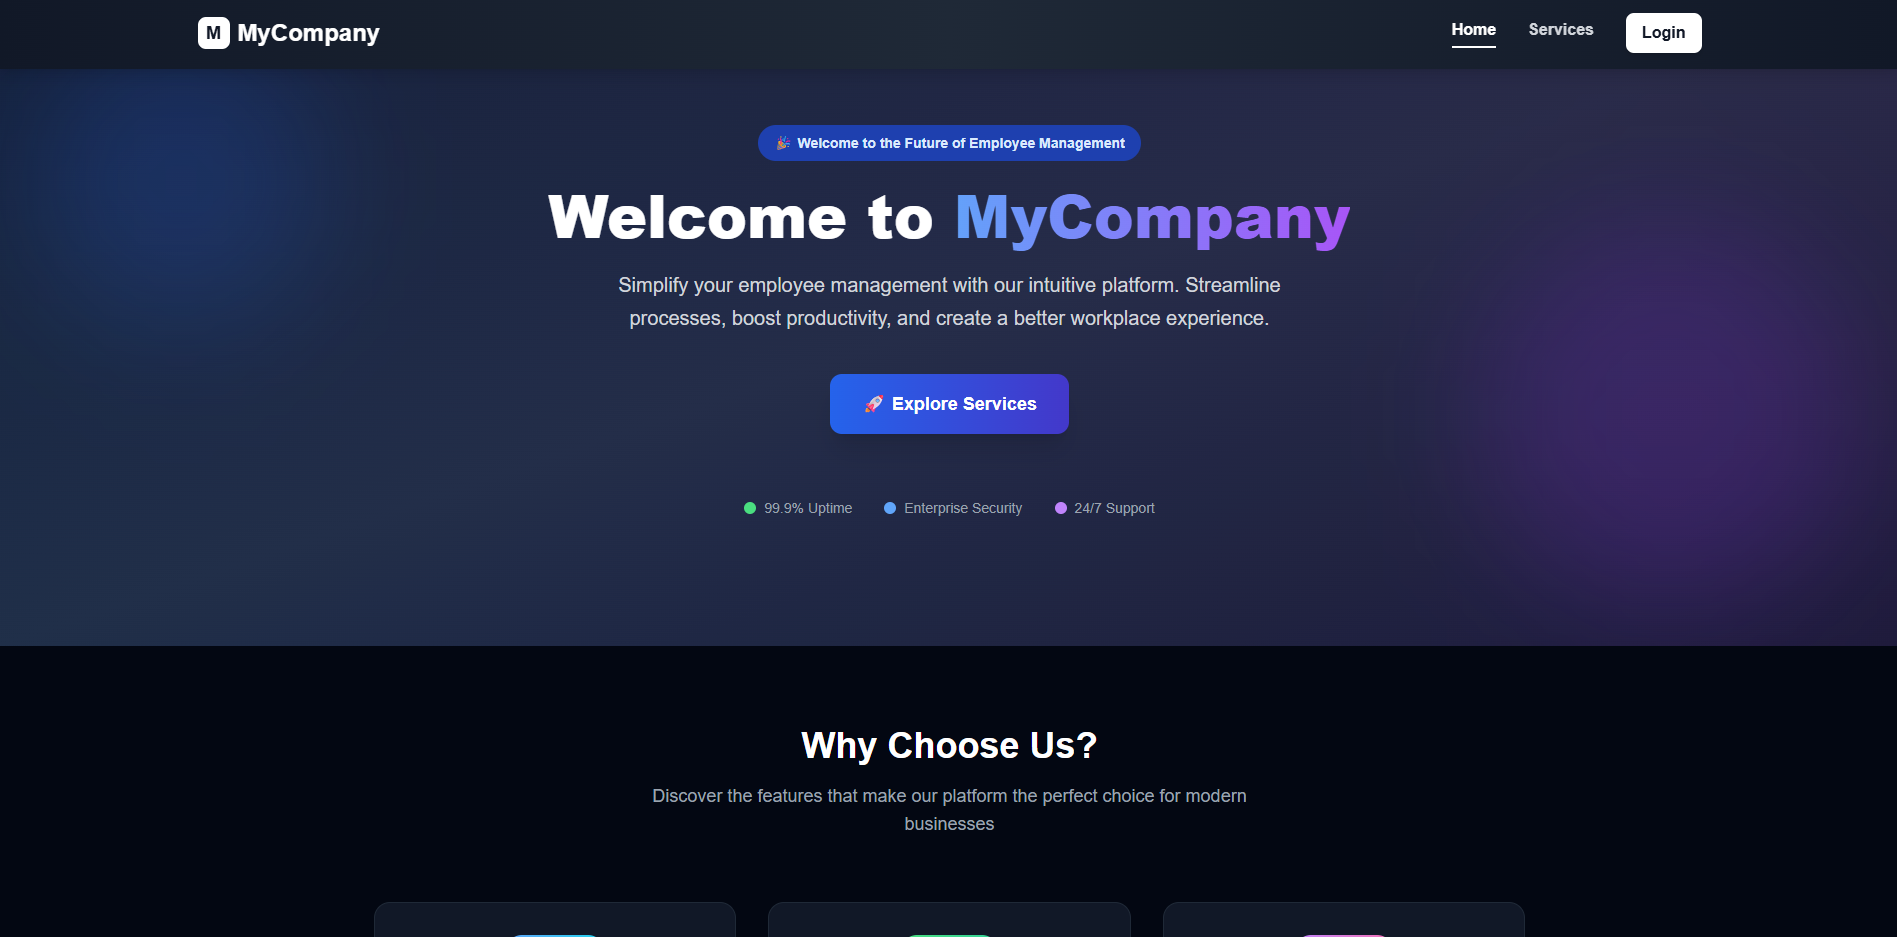 M MyCompany
Home Services Login
🎉 Welcome to the Future of Employee Management
Welcome to MyCompany
Simplify your employee management with our intuitive platform. Streamline
processes, boost productivity, and create a better workplace experience.
🚀 Explore Services
99.9% Uptime Enterprise Security 24/7 Support
Why Choose Us?
Discover the features that make our platform the perfect choice for modern
businesses